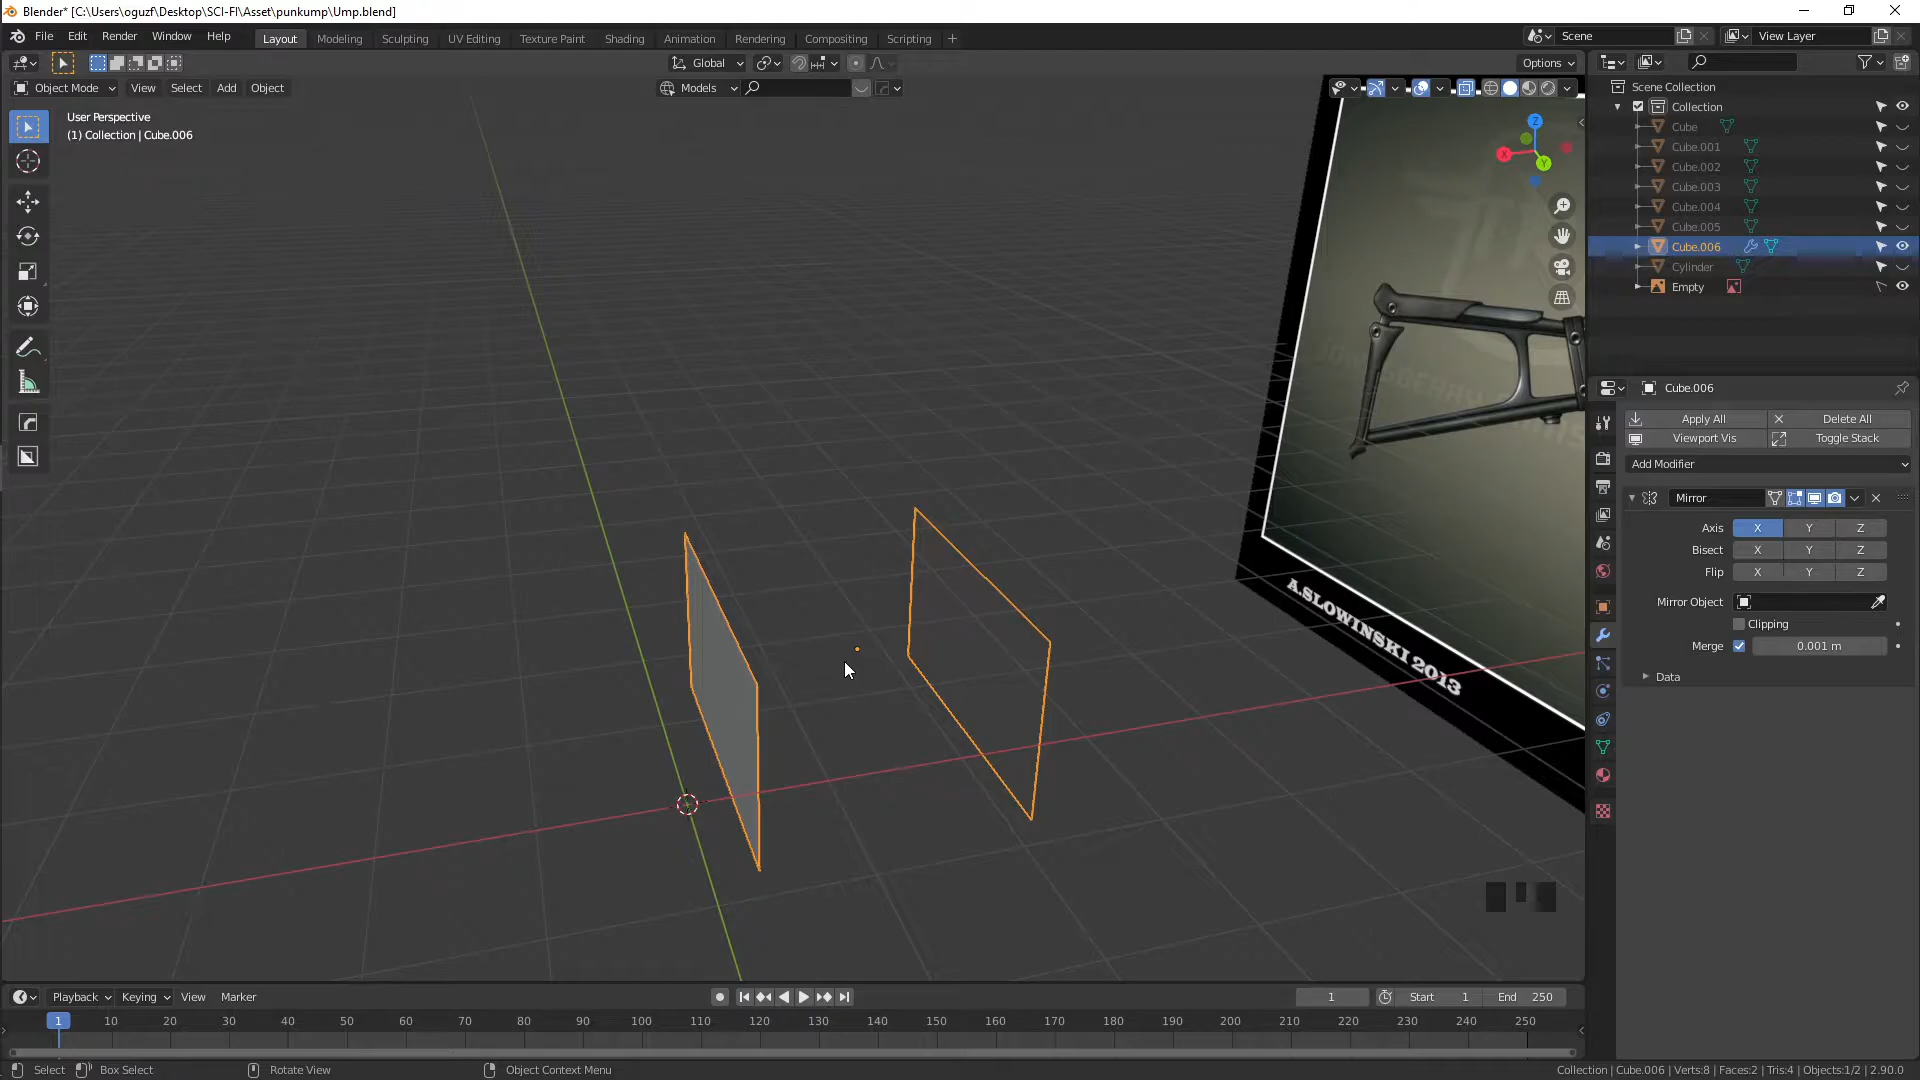 Blender* [C:\Users\oguzf\Desktop\SCI-FI\Asset\punkump\Ump.blend]
File Edit Render Window Help Layout Modeling Sculpting UV Editing Texture Paint Shading Animation Rendering Compositing Scripting + Scene View Layer
Global Options
Object Mode View Select Add Object Models
User Perspective
(1) Collection | Cube.006
Z
X
Y
Scene Collection
Collection
Cube
Cube.001
Cube.002
Cube.003
Cube.004
Cube.005
Cube.006
Cylinder
Empty
Cube.006
Apply All Delete All
Viewport Vis Toggle Stack
Add Modifier
Mirror
Axis X Y Z
Bisect X Y Z
Flip X Y Z
Mirror Object
Clipping
Merge 0.001 m
Data
A.SLOWINSKI 2013
Playback Keying View Marker 1 Start 1 End 250
1 10 20 30 40 50 60 70 80 90 100 110 120 130 140 150 160 170 180 190 200 210 220 230 240 250
Select Box Select Rotate View Object Context Menu Collection | Cube.006 | Verts:8 | Faces:2 | Tris:4 | Objects:1/2 | 2.90.0